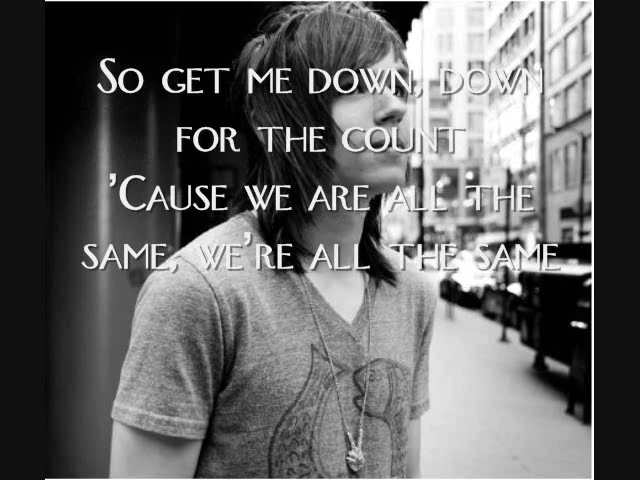 So get me down, down
for the count
'Cause we are all the
same, we're all the same